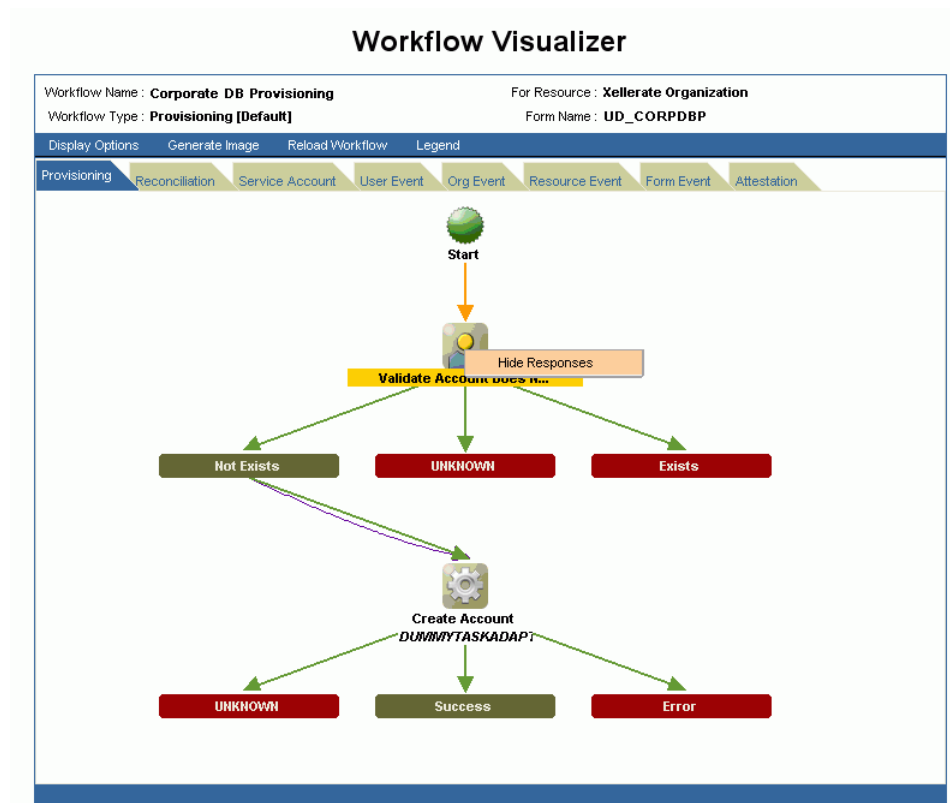 Workflow Visualizer
Workflow Name : Corporate DB Provisioning For Resource : Xellerate Organization
Workflow Type : Provisioning [Default] Form Name : UD_CORPDBP
Display Options Generate Image Reload Workflow Legend
Provisioning Reconciliation Service Account User Event Org Event Resource Event Form Event Attestation
Start
Hide Responses
Validate Account Does N...
Not Exists UNKNOWN Exists
Create Account
DUMMYTASKADAPT
UNKNOWN Success Error